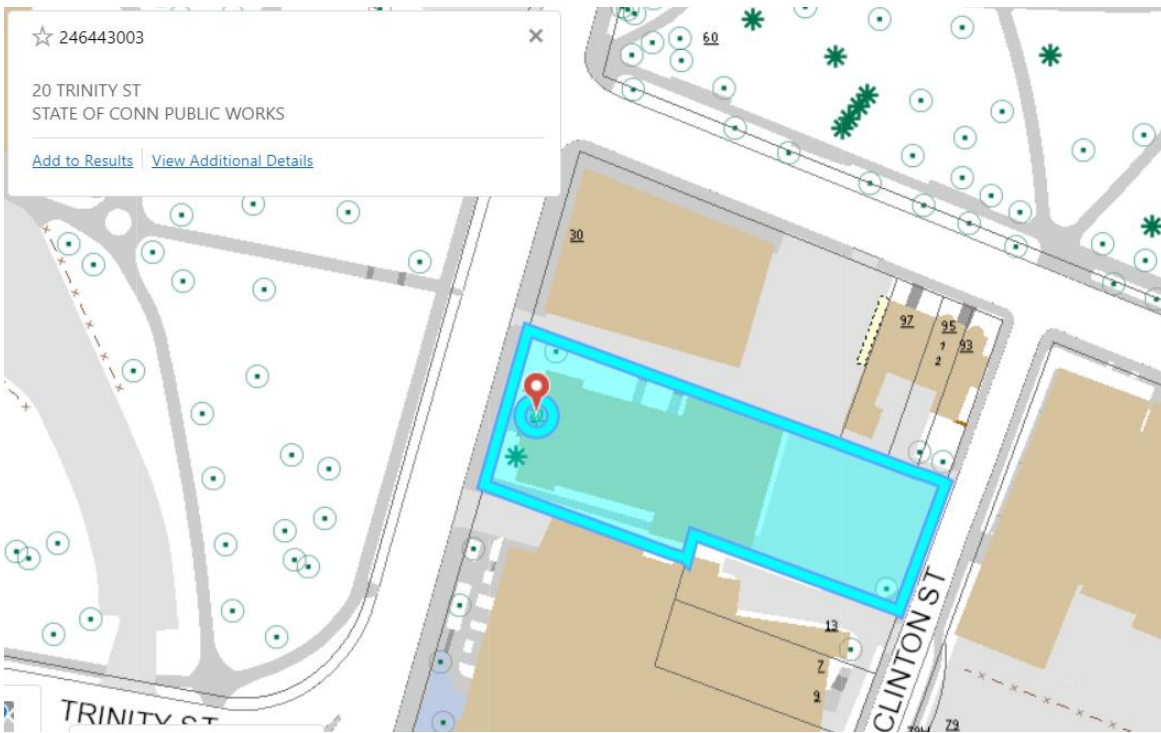 246443003
20 TRINITY ST
STATE OF CONN PUBLIC WORKS
Add to Results View Additional Details
60
30
97
95
1
2
93
13
7
9
CLINTON ST
TRINITY ST
79H
79